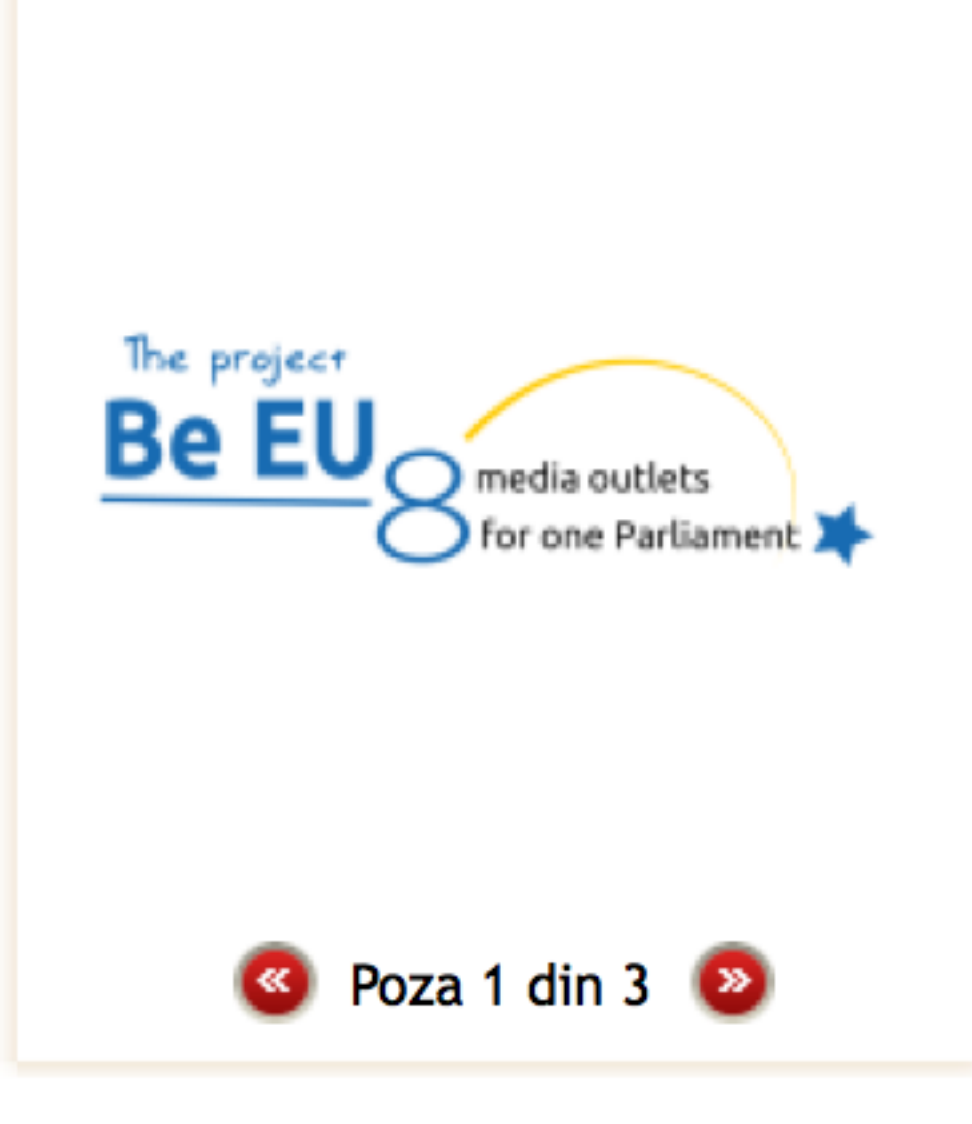 The project
Be EU
8 media outlets
for one Parliament
« Poza 1 din 3 »